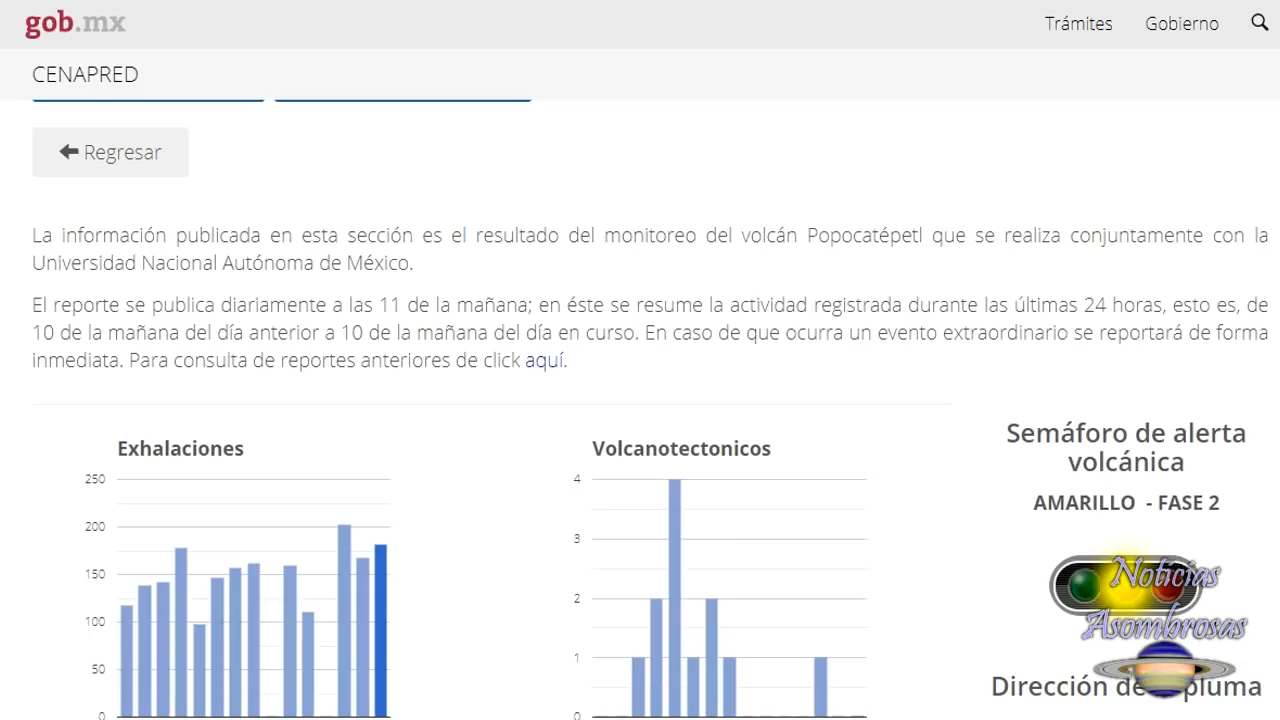 gob.mx
Trámites
Gobierno
CENAPRED
Regresar
La información publicada en esta sección es el resultado del monitoreo del volcán Popocatépetl que se realiza conjuntamente con la
Universidad Nacional Autónoma de México.
El reporte se publica diariamente a las 11 de la mañana; en éste se resume la actividad registrada durante las últimas 24 horas, esto es, de
10 de la mañana del día anterior a 10 de la mañana del día en curso. En caso de que ocurra un evento extraordinario se reportará de forma
inmediata. Para consulta de reportes anteriores de click aquí.
Exhalaciones
250
200
150
100
50
0
Volcanotectonicos
4
3
2
1
0
Semáforo de alerta
volcánica
AMARILLO - FASE 2
Noticias
Asombrosas
Dirección de pluma